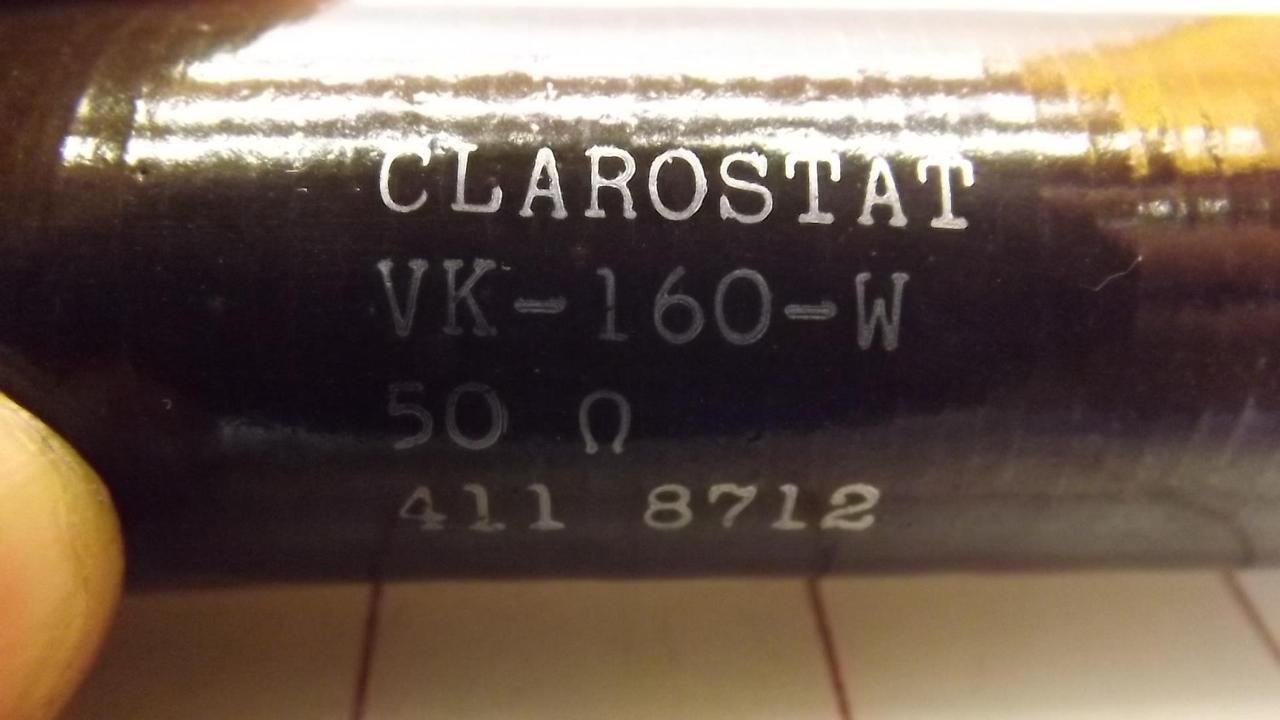 CLAROSTAT
VK-160-W
50 Ω
411 8712